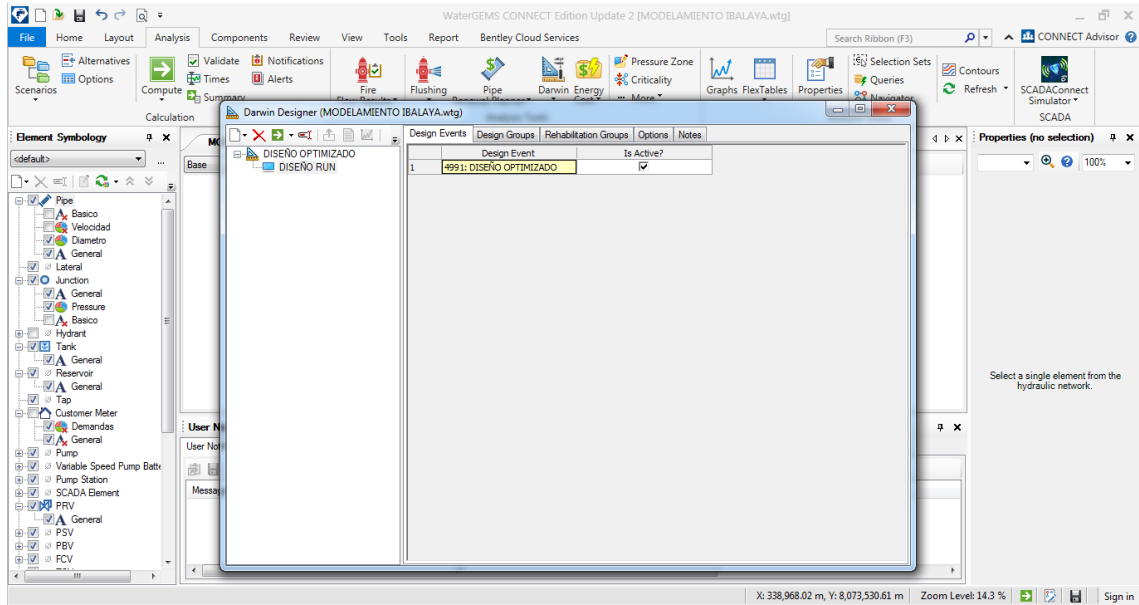 WaterGEMS CONNECT Edition Update 2 [MODELAMIENTO IBALAYA.wtg]
File Home Layout Analysis Components Review View Tools Report Bentley Cloud Services Search Ribbon (F3) CONNECT Advisor
Scenarios
Alternatives
Options
Compute
Validate
Times
Summary
Notifications
Alerts
Calculation
Fire
Flow Results
Flushing
Pipe
Renewal Planner
Darwin
Energy
Cost
Pressure Zone
Criticality
More
Analysis Tools
Graphs FlexTables Properties
Selection Sets
Queries
Navigator
Contours
Refresh
SCADAConnect
Simulator
SCADA
Element Symbology
<default> ...
Pipe
Basico
Velocidad
Diametro
General
Lateral
Junction
General
Pressure
Basico
Hydrant
Tank
General
Reservoir
General
Tap
Customer Meter
Demandas
General
Pump
Variable Speed Pump Batte
Pump Station
SCADA Element
PRV
General
PSV
PBV
FCV
MO
Base
User N
User Not
Messag
Darwin Designer (MODELAMIENTO IBALAYA.wtg)
DISEÑO OPTIMIZADO
DISEÑO RUN
Design Events Design Groups Rehabilitation Groups Options Notes
Design Event Is Active?
1 4991: DISEÑO OPTIMIZADO
Properties (no selection)
100%
Select a single element from the
hydraulic network.
X: 338,968.02 m, Y: 8,073,530.61 m Zoom Level: 14.3 % Sign in